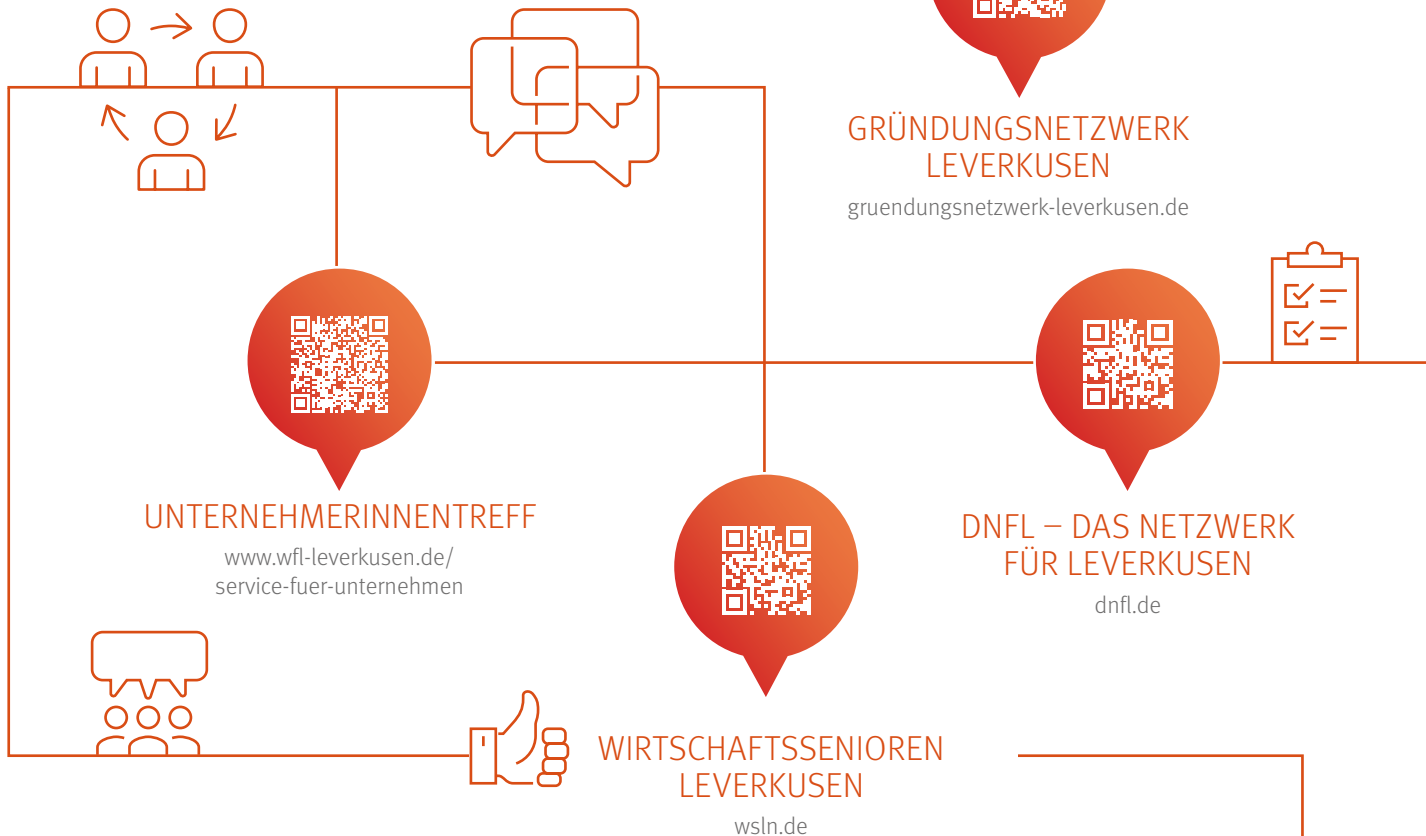 GRÜNDUNGSNETZWERK
LEVERKUSEN
gruendungsnetzwerk-leverkusen.de
UNTERNEHMERINNENTREFF
www.wfl-leverkusen.de/
service-fuer-unternehmen
DNFL – DAS NETZWERK
FÜR LEVERKUSEN
dnfl.de
WIRTSCHAFTSSENIOREN
LEVERKUSEN
wsln.de